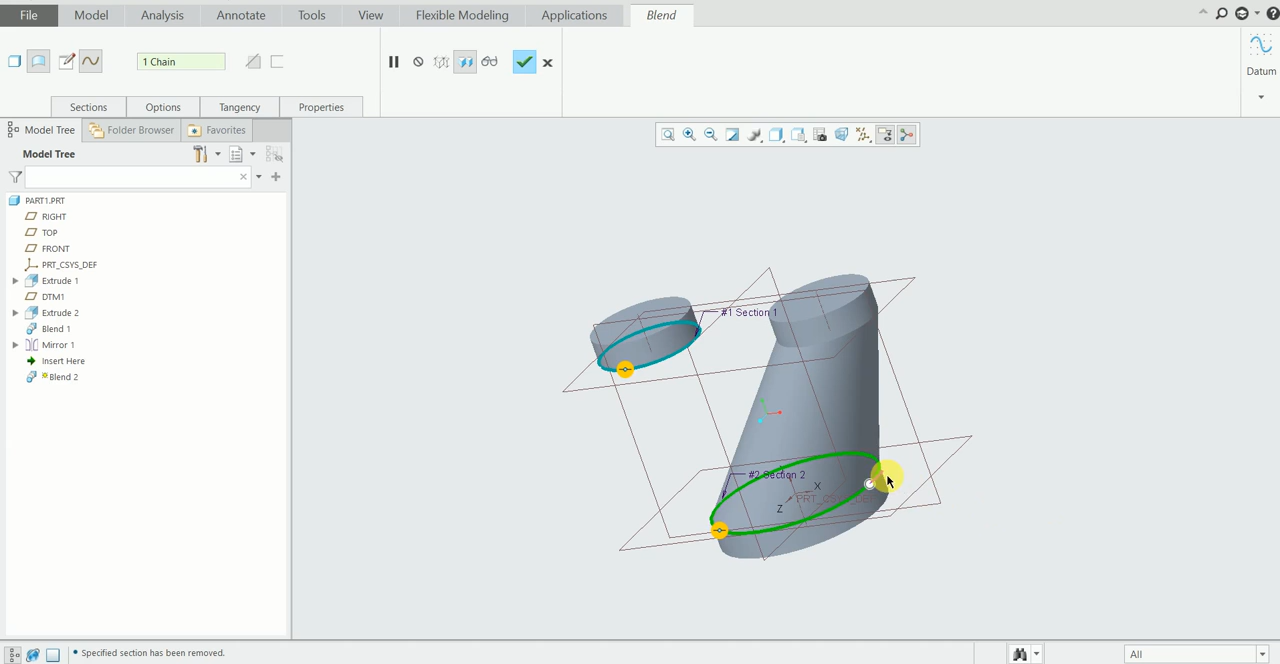 File Model Analysis Annotate Tools View Flexible Modeling Applications Blend
1 Chain
Datum
Sections Options Tangency Properties
Model Tree Folder Browser Favorites
Model Tree
PART1.PRT
RIGHT
TOP
FRONT
PRT_CSYS_DEF
Extrude 1
DTM1
Extrude 2
Blend 1
Mirror 1
Insert Here
Blend 2
#1 Section 1
#2 Section 2
X
Z
Specified section has been removed.
All